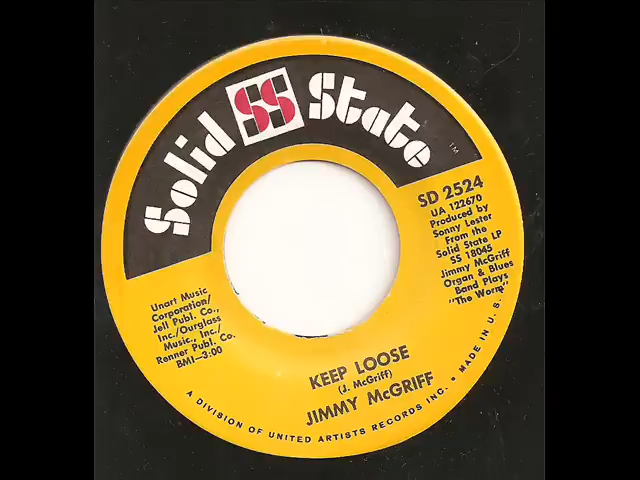 Solid SS State
TM
SD 2524
UA 122670
Produced by
Sonny Lester
From the
Solid State LP
SS 18045
Jimmy McGriff
Organ & Blues
Band Plays
"The Worm"
Unart Music
Corporation/
Jell Publ. Co.,
Inc./Ourglass
Music., Inc./
Renner Publ. Co.
BMI—3:00
KEEP LOOSE
(J. McGriff)
JIMMY McGRIFF
A DIVISION OF UNITED ARTISTS RECORDS INC. • MADE IN U. S. A.